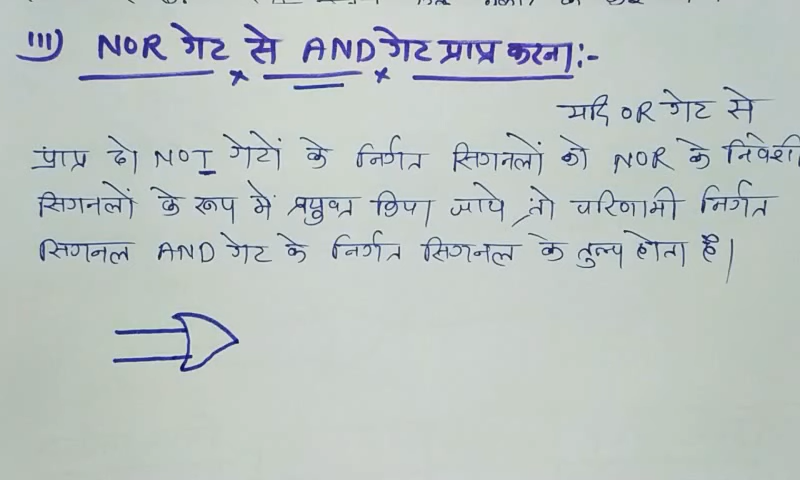 iii) NOR गेट से AND गेट प्राप्त करना:-
यदि OR गेट से
प्राप्त दो NOT गेटों के निर्गत सिगनलों को NOR के निवेशी
सिगनलों के रूप में प्रयुक्त किया जाये तो परिणामी निर्गत
सिगनल AND गेट के निर्गत सिगनल के तुल्य होता है।